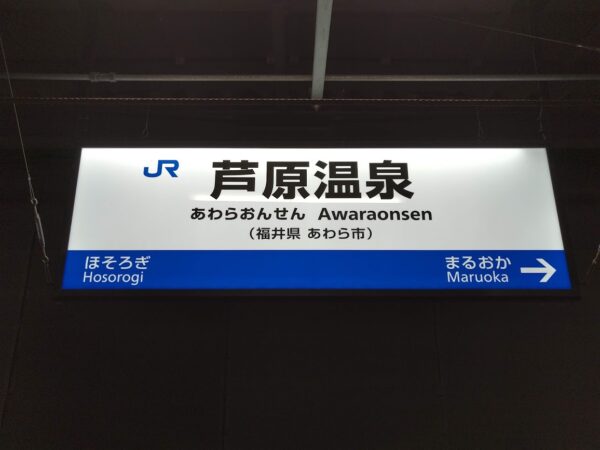 JR 芦原温泉
あわらおんせん Awaraonsen
（福井県 あわら市）
ほそろぎ まるおか →
Hosorogi Maruoka